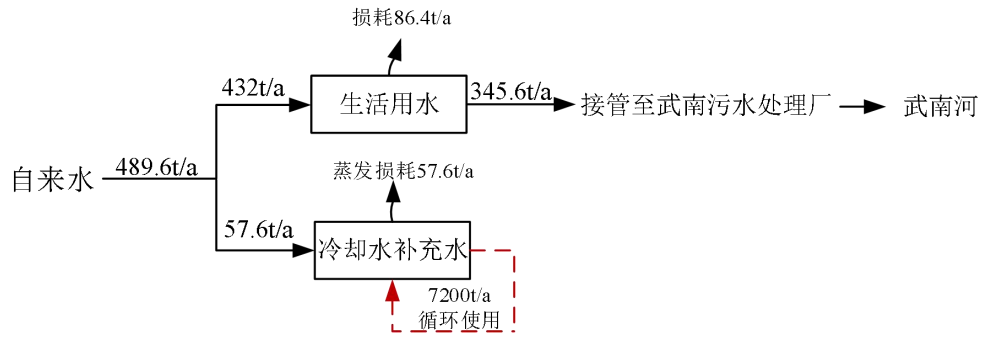 损耗86.4t/a
432t/a
生活用水
345.6t/a
接管至武南污水处理厂
武南河
自来水
489.6t/a
蒸发损耗57.6t/a
57.6t/a
冷却水补充水
7200t/a
循环使用